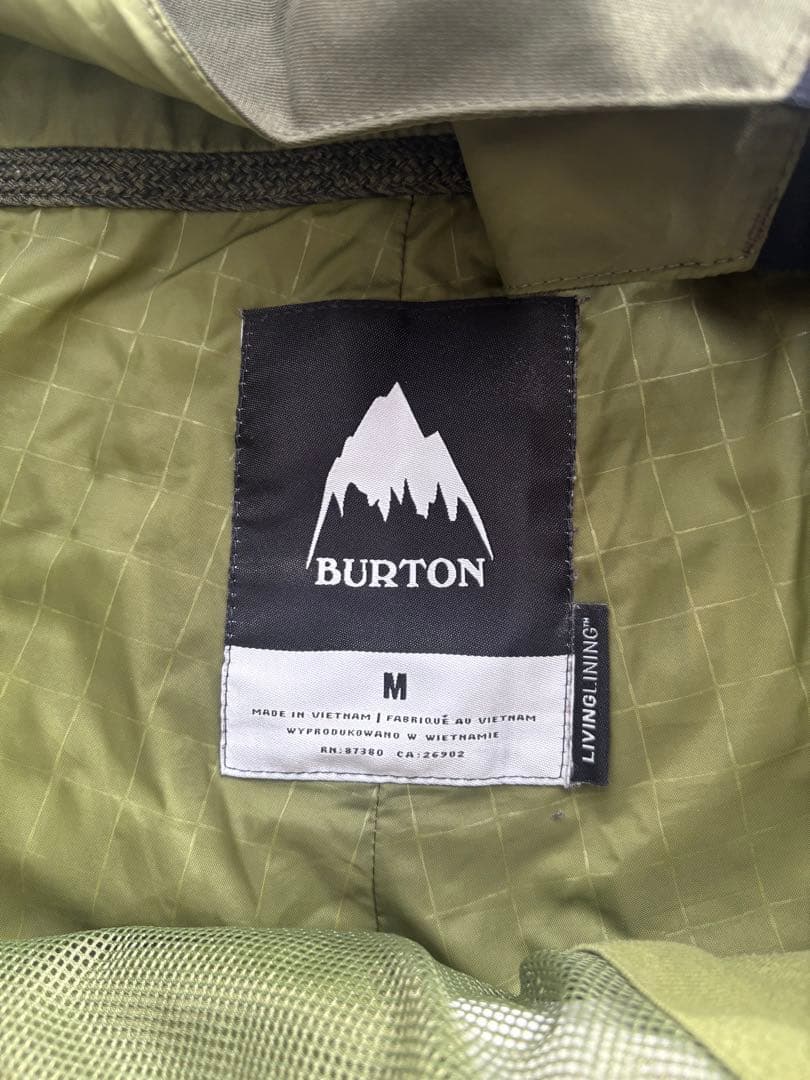 BURTON
M
MADE IN VIETNAM | FABRIQUÉ AU VIETNAM
WYPRODUKOWANO W WIETNAMIE
RN:87380 CA:26902
LIVINGLINING™